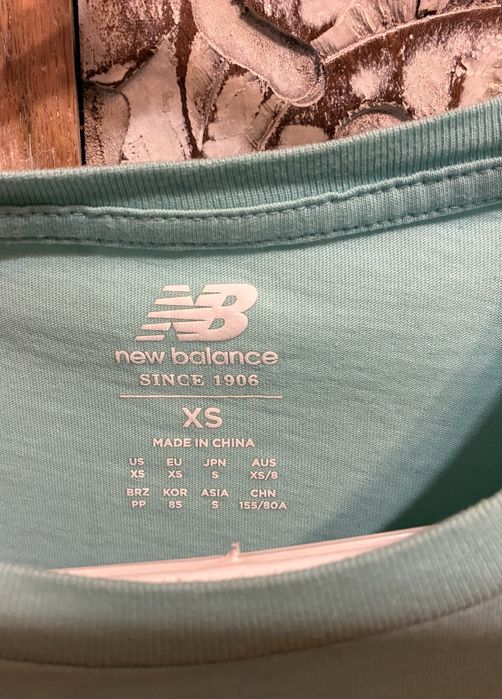 NB
new balance
SINCE 1906
XS
MADE IN CHINA
US EU JPN AUS
XS XS S XS/8
BRZ KOR ASIA CHN
PP 85 S 155/80A